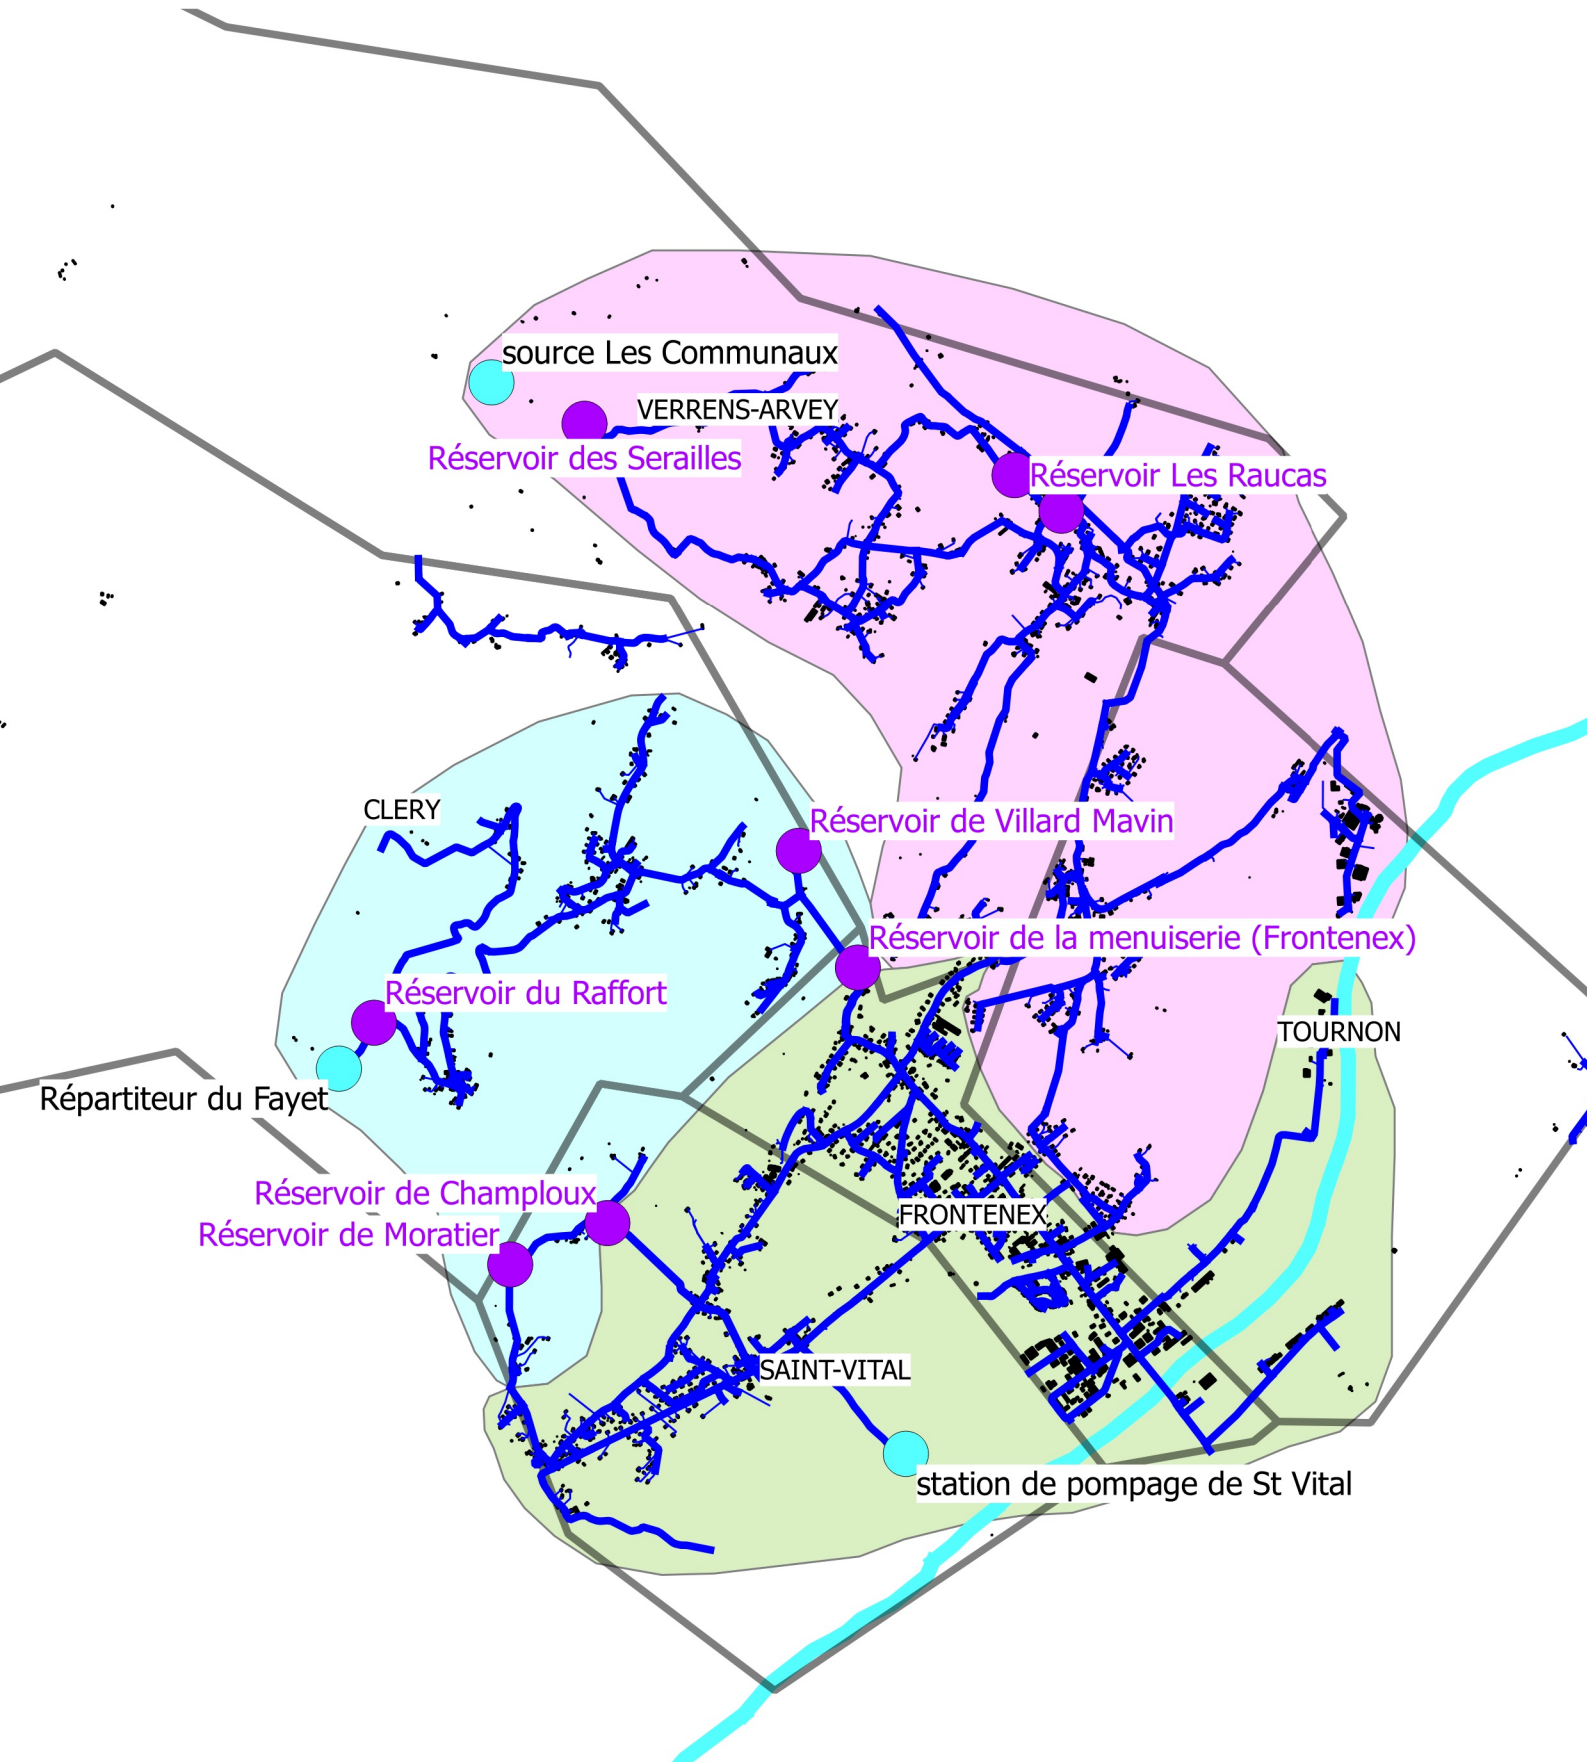 source Les Communaux
VERRENS-ARVEY
Réservoir des Serailles
Réservoir Les Raucas
CLERY
Réservoir de Villard Mavin
Réservoir de la menuiserie (Frontenex)
Réservoir du Raffort
TOURNON
Répartiteur du Fayet
Réservoir de Champloux
FRONTENEX
Réservoir de Moratier
SAINT-VITAL
station de pompage de St Vital